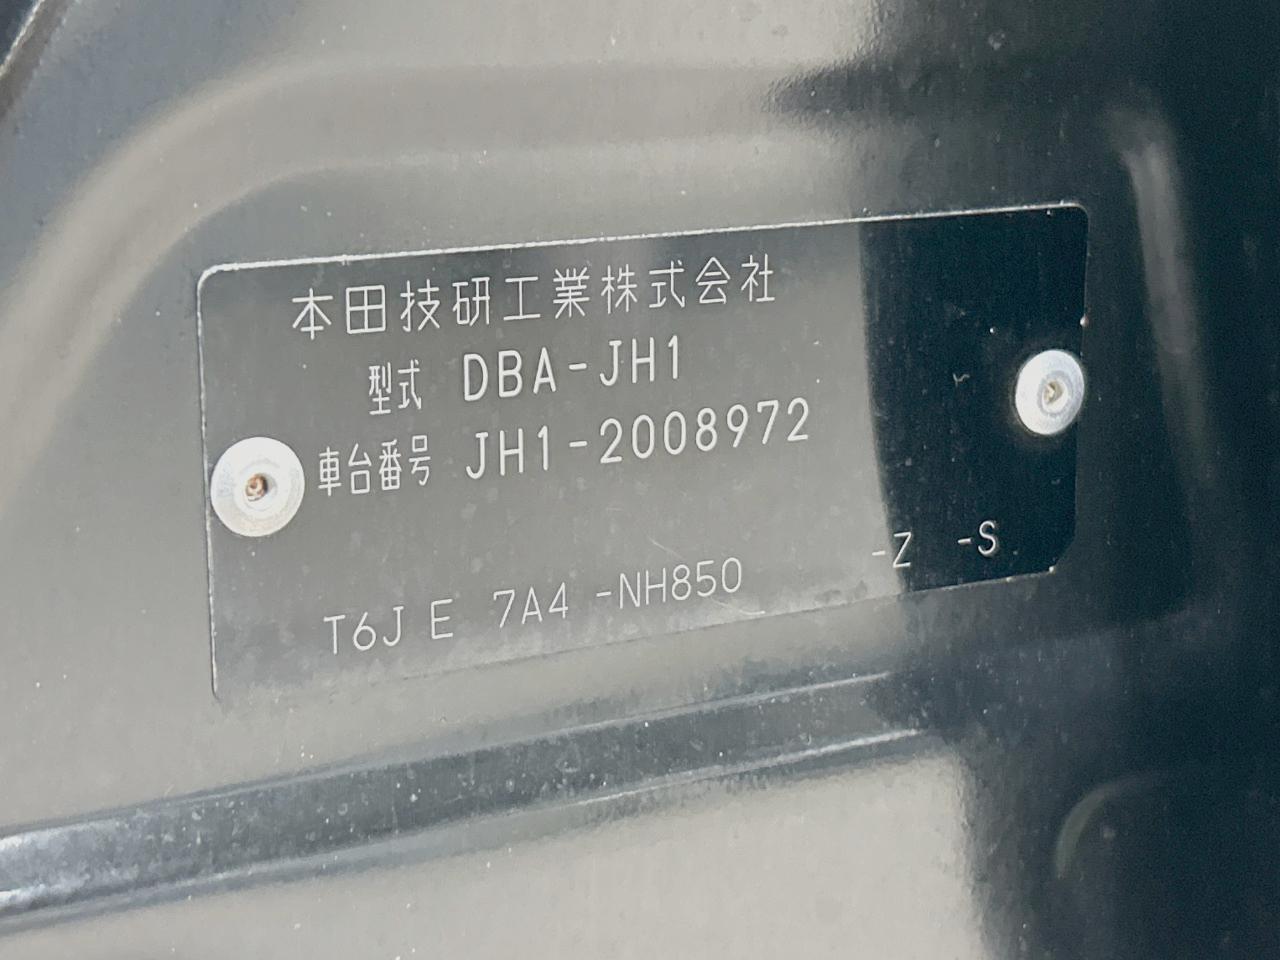 本田技研工業株式会社
型式 DBA-JH1
車台番号 JH1-2008972
T6J E 7A4 -NH850 -Z -S